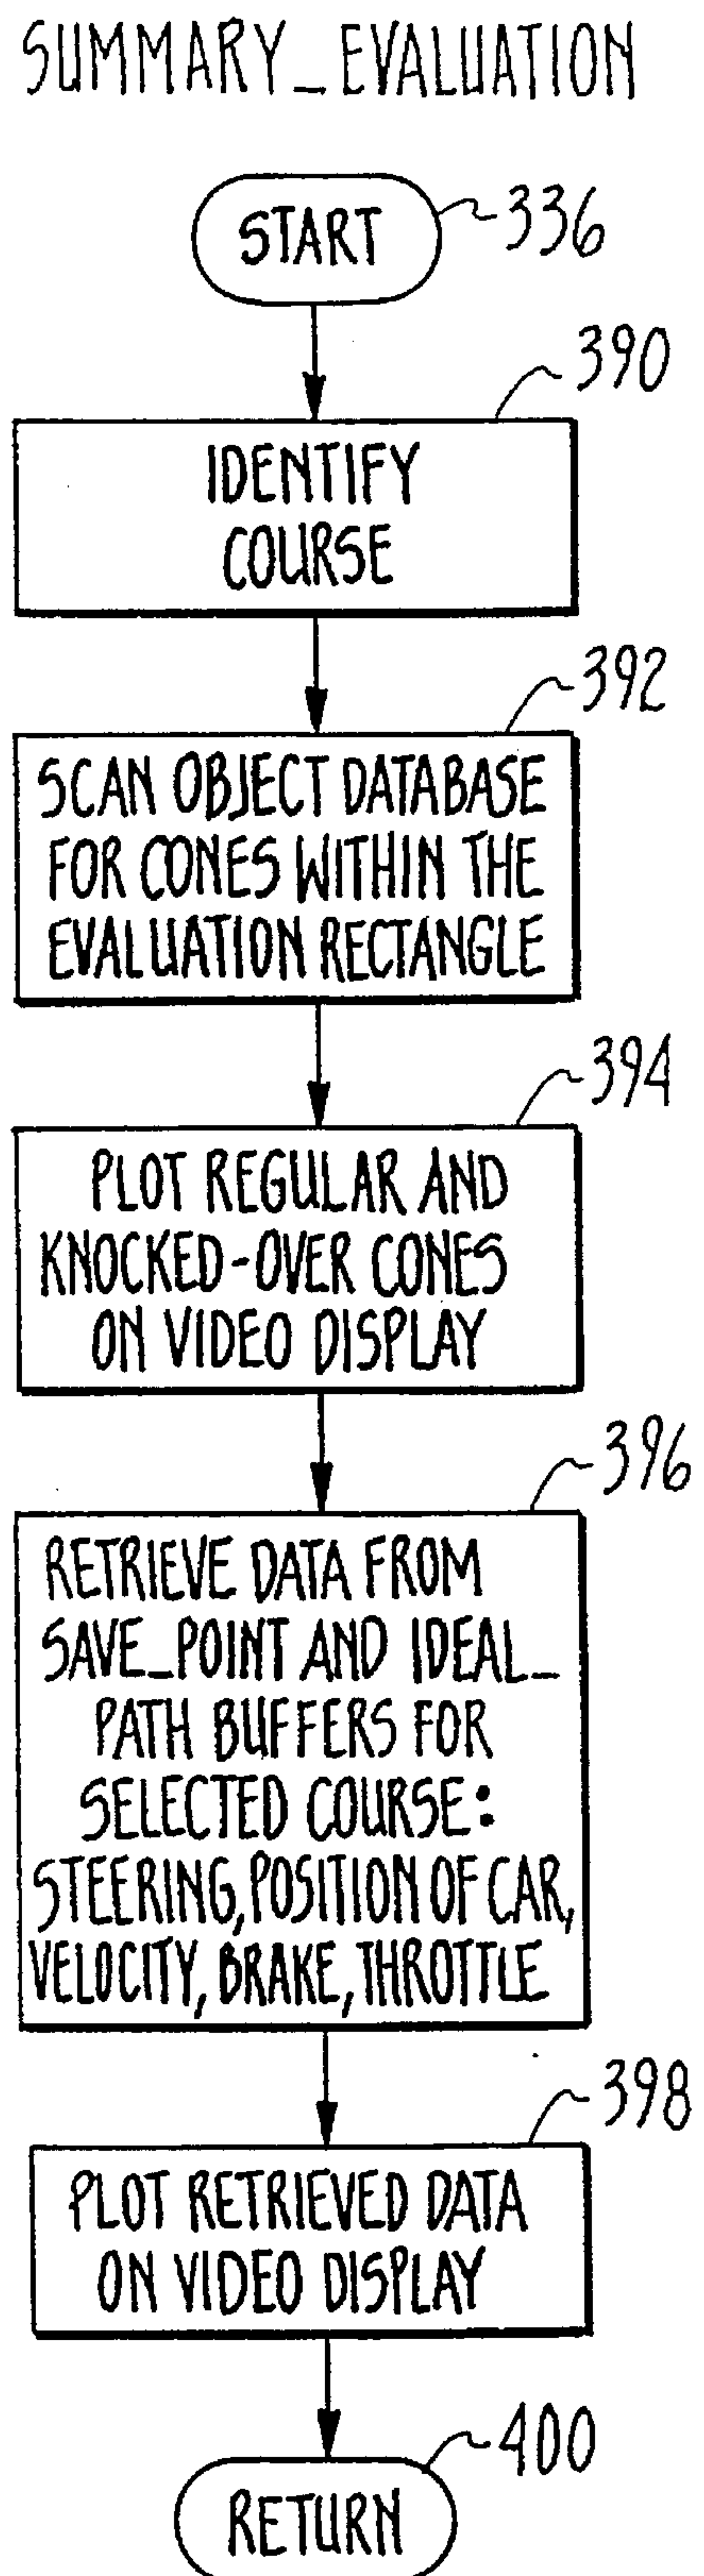 SUMMARY_EVALUATION
START
336
390
IDENTIFY
COURSE
392
SCAN OBJECT DATABASE
FOR CONES WITHIN THE
EVALUATION RECTANGLE
394
PLOT REGULAR AND
KNOCKED-OVER CONES
ON VIDEO DISPLAY
396
RETRIEVE DATA FROM
SAVE_POINT AND IDEAL_
PATH BUFFERS FOR
SELECTED COURSE:
STEERING, POSITION OF CAR,
VELOCITY, BRAKE, THROTTLE
398
PLOT RETRIEVED DATA
ON VIDEO DISPLAY
400
RETURN